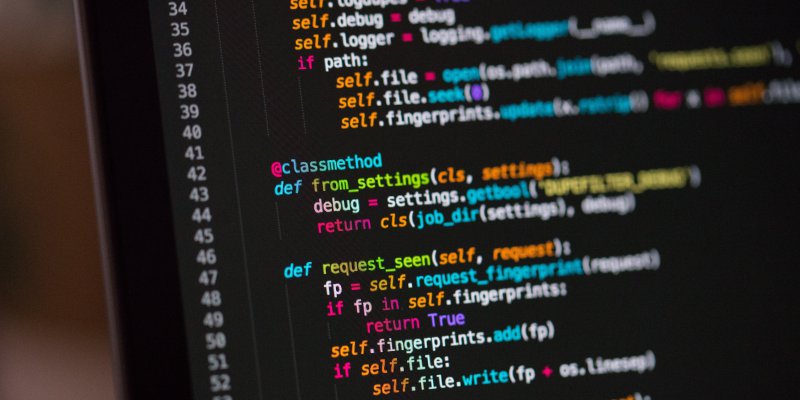 34 self.logdupes = True
35 self.debug = debug
36 self.logger = logging.getLogger(__name__)
37 if path:
38 self.file = open(os.path.join(path, 'requests.seen'),
39 self.file.seek(0)
40 self.fingerprints.update(x.rstrip() for x in self.file
41
42 @classmethod
43 def from_settings(cls, settings):
44 debug = settings.getbool('DUPEFILTER_DEBUG')
45 return cls(job_dir(settings), debug)
46
47 def request_seen(self, request):
48 fp = self.request_fingerprint(request)
49 if fp in self.fingerprints:
50 return True
51 self.fingerprints.add(fp)
52 if self.file:
self.file.write(fp + os.linesep)